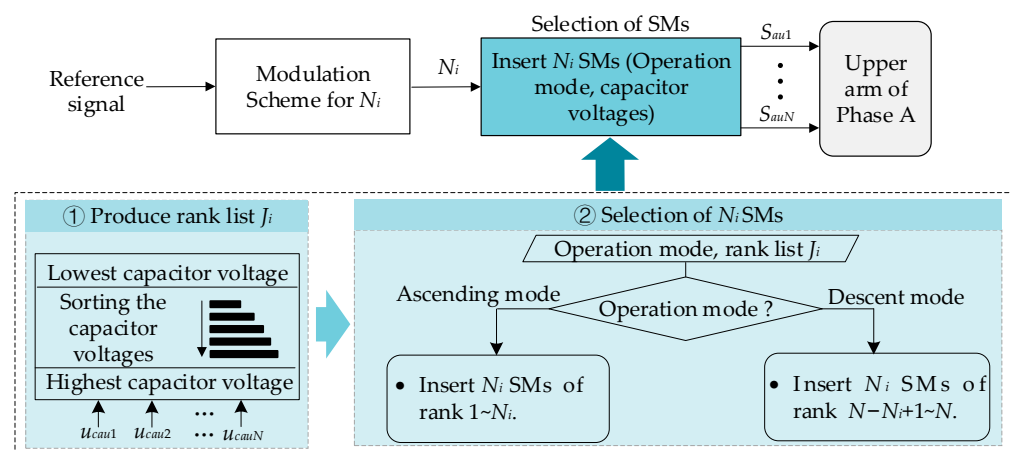 Selection of SMs
Reference
signal
Modulation
Scheme for Ni
Ni
Insert Ni SMs (Operation
mode, capacitor
voltages)
Sau1
SauN
Upper
arm of
Phase A
① Produce rank list Ji
Lowest capacitor voltage
Sorting the
capacitor
voltages
Highest capacitor voltage
ucau1 ucau2 ··· ucauN
② Selection of Ni SMs
Operation mode, rank list Ji
Ascending mode
Operation mode ?
Descent mode
• Insert Ni SMs of
rank 1~Ni.
• Insert Ni SMs of
rank N−Ni+1~N.